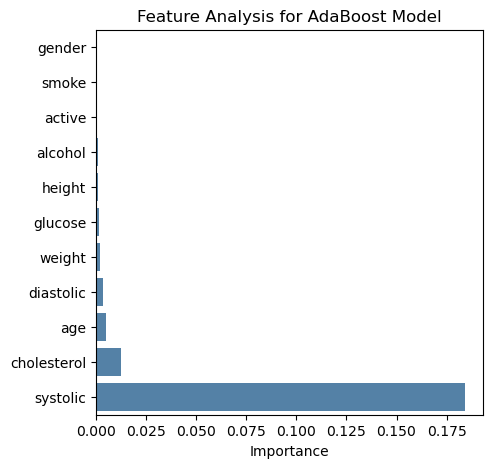 Feature Analysis for AdaBoost Model
gender
smoke
active
alcohol
height
glucose
weight
diastolic
age
cholesterol
systolic
0.000 0.025 0.050 0.075 0.100 0.125 0.150 0.175
Importance